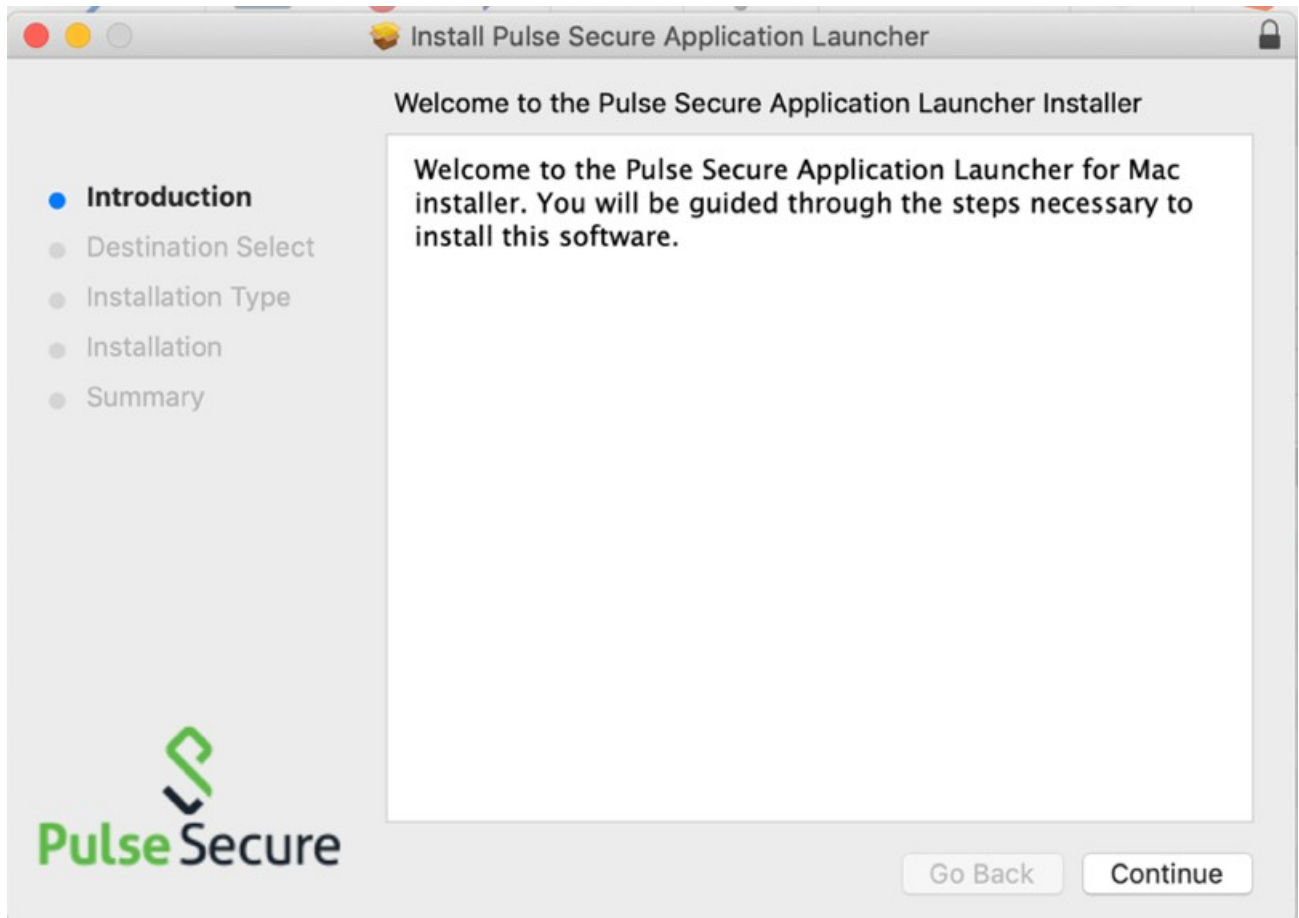 Install Pulse Secure Application Launcher
Welcome to the Pulse Secure Application Launcher Installer
Introduction
Destination Select
Installation Type
Installation
Summary
Welcome to the Pulse Secure Application Launcher for Mac
installer. You will be guided through the steps necessary to
install this software.
Pulse Secure
Go Back
Continue